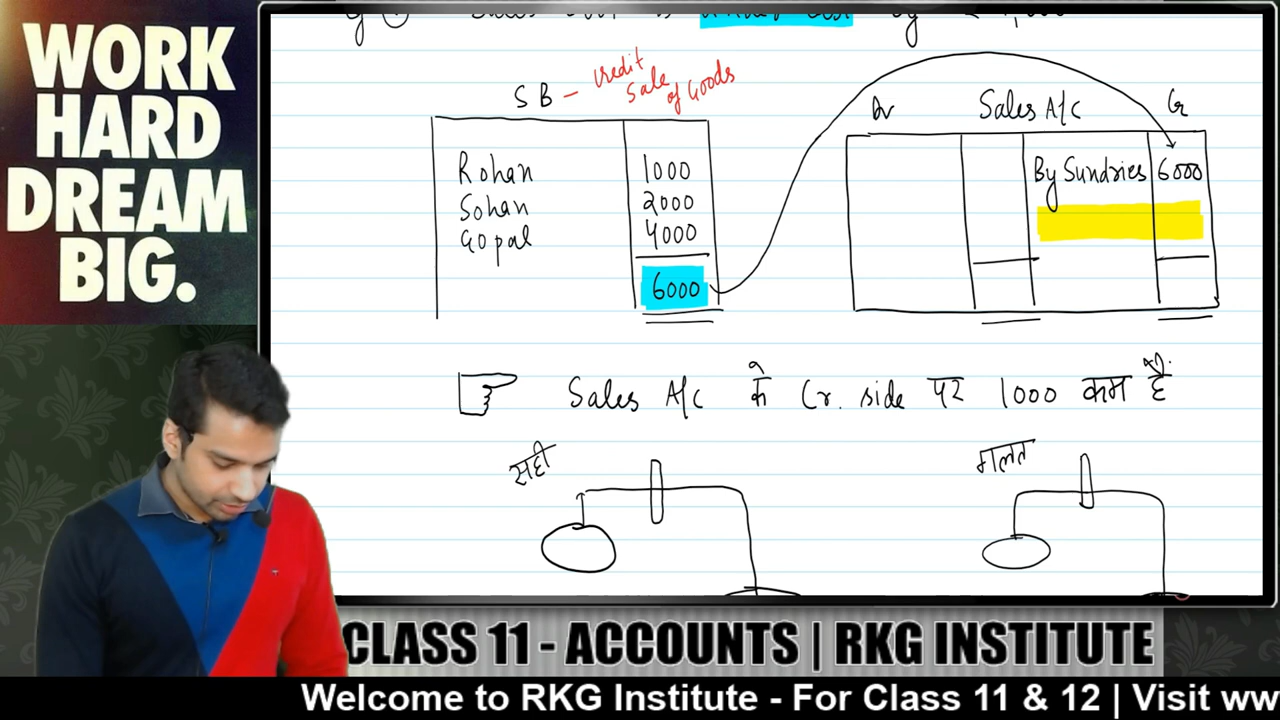 WORK
HARD
DREAM
BIG.
by
S B – Credit Sale of Goods
Rohan 1000
Sohan 2000
Gopal 4000
6000
Dr Sales A/C Cr
By Sundries 6000
Sales A/C के Cr. side पर 1000 कम है
सही
गलत
CLASS 11 - ACCOUNTS | RKG INSTITUTE
Welcome to RKG Institute - For Class 11 & 12 | Visit ww